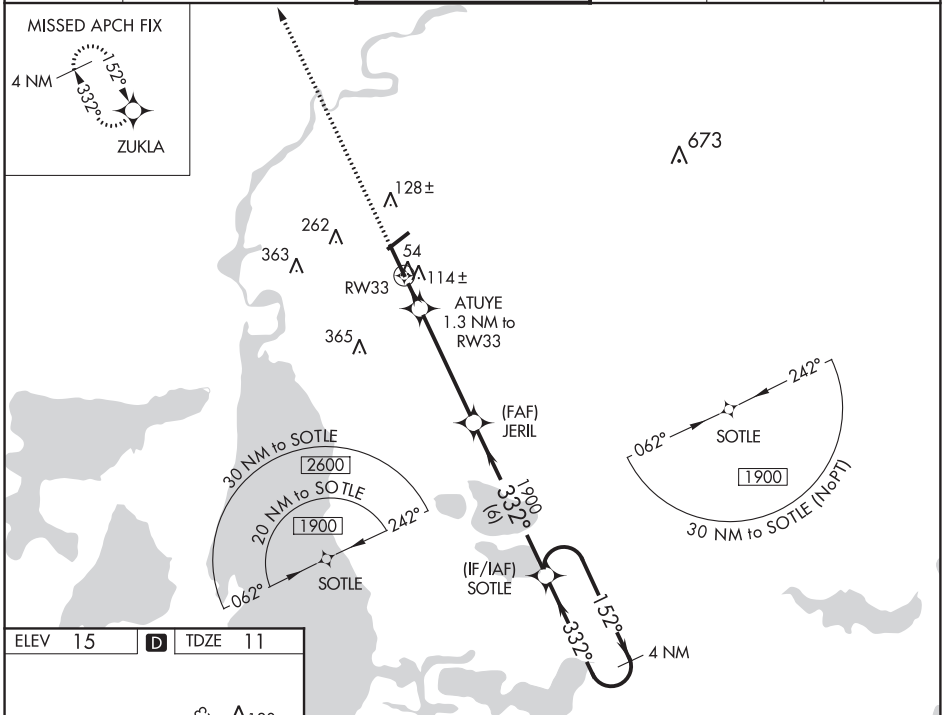 MISSED APCH FIX
4 NM
152°
332°
ZUKLA
673
128±
262
363
54
114±
RW33
ATUYE
1.3 NM to
RW33
365
(FAF)
JERIL
242°
062°
SOTLE
1900
30 NM to SOTLE (NoPT)
30 NM to SOTLE
2600
20 NM to SOTLE
1900
242°
062°
SOTLE
1900
332°
(6)
(IF/IAF)
SOTLE
152°
332°
4 NM
ELEV 15
D
TDZE 11